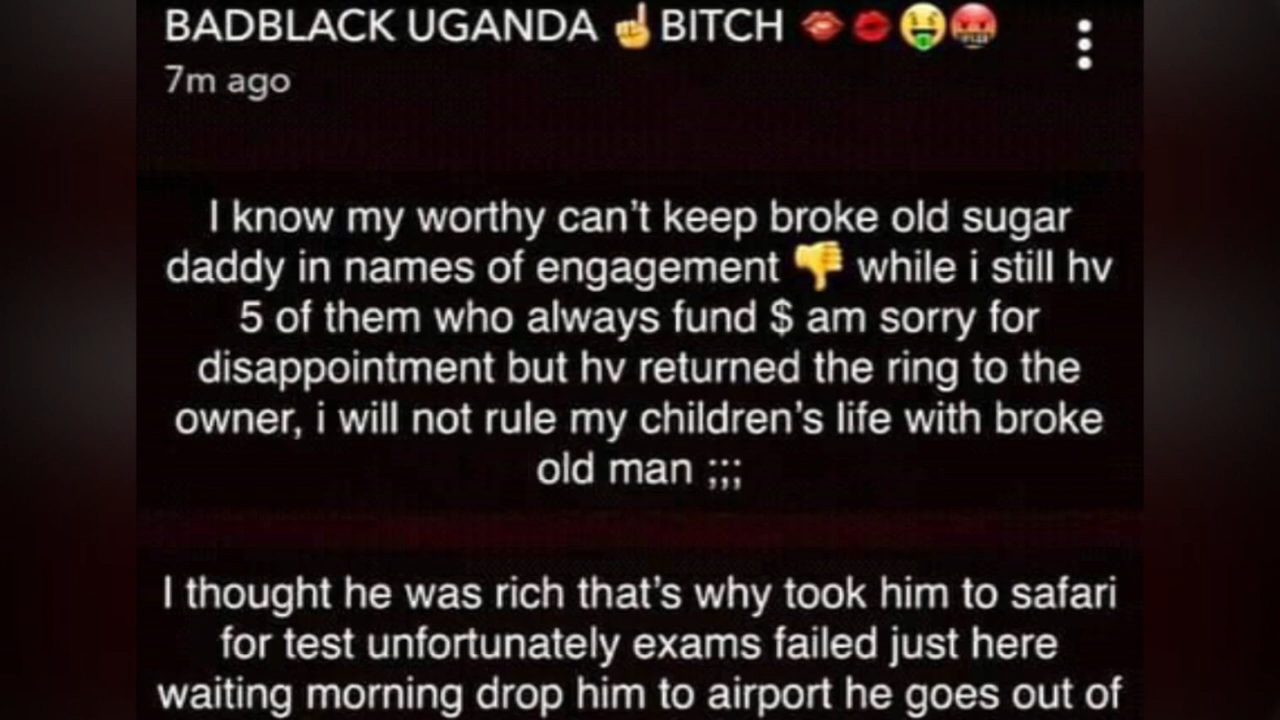 BADBLACK UGANDA ☝️BITCH 💋💋🤑🤬
7m ago
I know my worthy can't keep broke old sugar
daddy in names of engagement 👎 while i still hv
5 of them who always fund $ am sorry for
disappointment but hv returned the ring to the
owner, i will not rule my children's life with broke
old man ;;;
I thought he was rich that's why took him to safari
for test unfortunately exams failed just here
waiting morning drop him to airport he goes out of